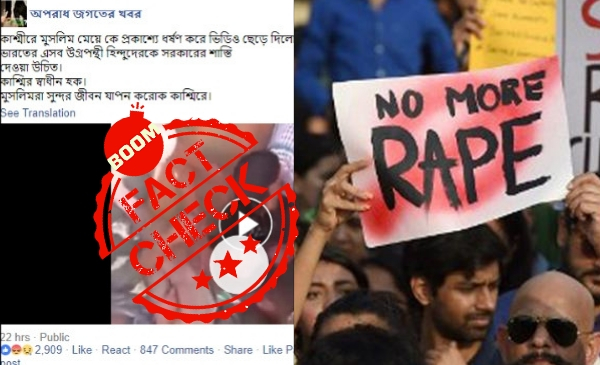 অপরাধ জগতের খবর
কাশ্মীরে মুসলিম মেয়ে কে প্রকাশ্যে ধর্ষণ করে ভিডিও ছেড়ে দিলে
ভারতের এসব উগ্রপন্থী হিন্দুদেরকে সরকারের শাস্তি
দেওয়া উচিত।
কাশ্মির স্বাধীন হক।
মুসলিমরা সুন্দর জীবন যাপন করোক কাশ্মিরে।
See Translation
BOOM
FACT
CHECK
22 hrs · Public
2,909 · Like · React · 847 Comments · Share · Like P
post
NO MORE
RAPE